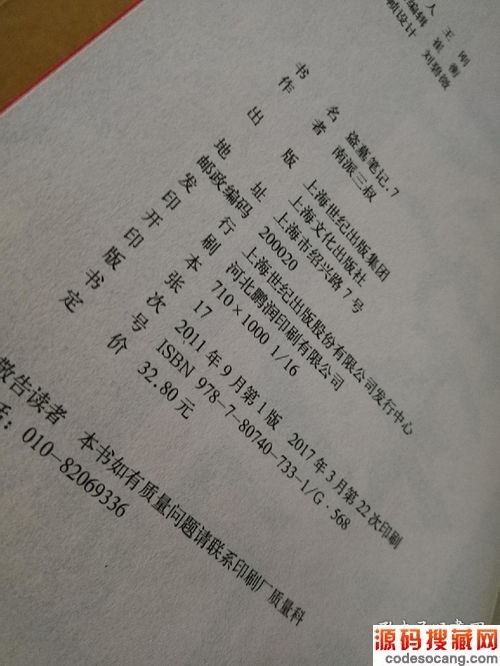 人 王 刚
编辑 崔 衡
帧设计 刘碧微
书 名 盗墓笔记.7
作 者 南派三叔
出 版 上海世纪出版集团
上海文化出版社
地 址 上海市绍兴路7号
邮政编码 200020
发 行 上海世纪出版股份有限公司发行中心
印 刷 河北鹏润印刷有限公司
开 本 710×1000 1/16
印 张 17
版 次 2011年9月第1版 2017年3月第22次印刷
书 号 ISBN 978-7-80740-733-1/G·568
定 价 32.80元
敬告读者 本书如有质量问题请联系印刷厂质量科
话：010-82069336
源码搜藏网
codesocang.com